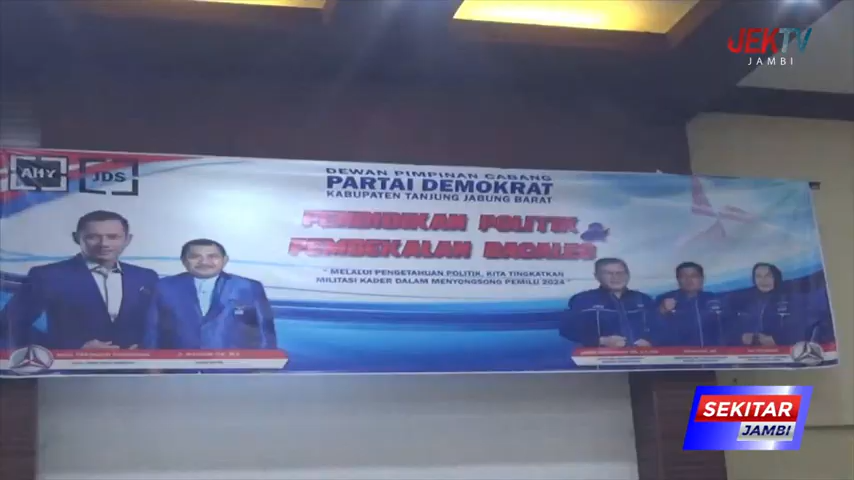 JEKTV
JAMBI
AHY
JDS
DEWAN PIMPINAN CABANG
PARTAI DEMOKRAT
KABUPATEN TANJUNG JABUNG BARAT
PENDIDIKAN POLITIK &
PEMBEKALAN BACALEG
" MELALUI PENGETAHUAN POLITIK, KITA TINGKATKAN
MILITASI KADER DALAM MENYONGSONG PEMILU 2024 "
SEKITAR
JAMBI